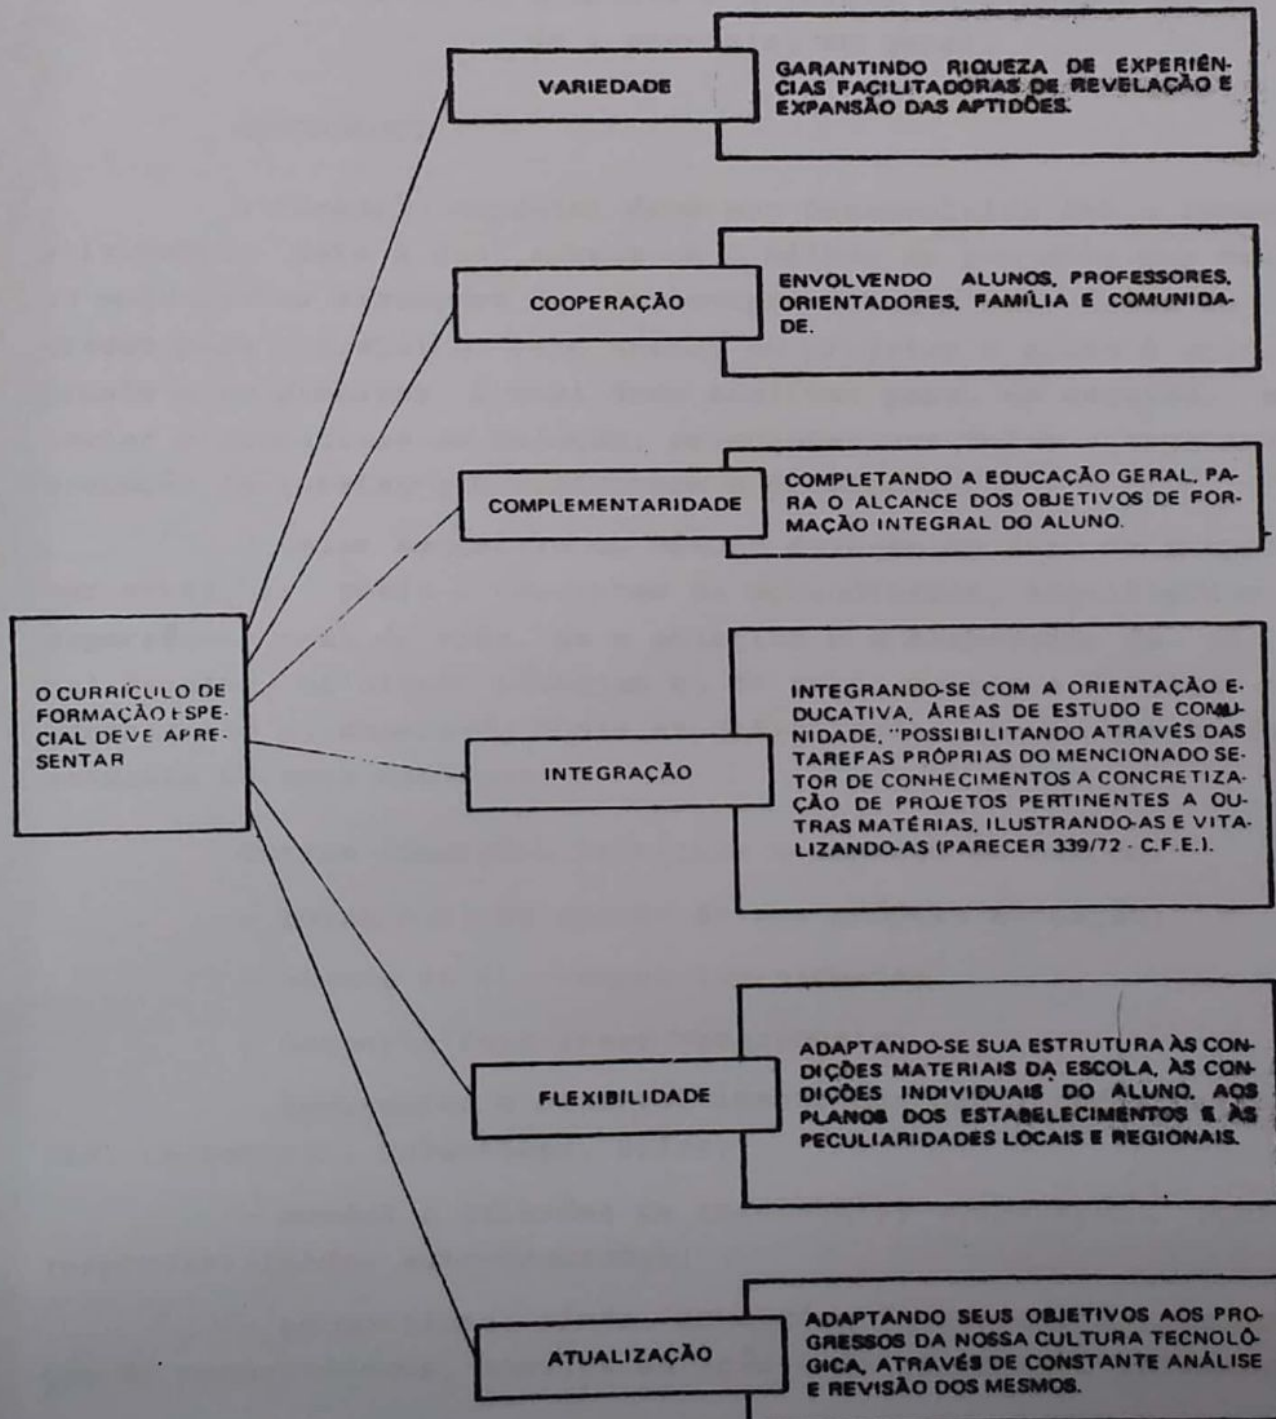 VARIEDADE
GARANTINDO RIQUEZA DE EXPERIÊN-
CIAS FACILITADORAS DE REVELAÇÃO E
EXPANSÃO DAS APTIDÕES.
COOPERAÇÃO
ENVOLVENDO ALUNOS, PROFESSORES,
ORIENTADORES, FAMÍLIA E COMUNIDA-
DE.
COMPLEMENTARIDADE
COMPLETANDO A EDUCAÇÃO GERAL, PA-
RA O ALCANCE DOS OBJETIVOS DE FOR-
MAÇÃO INTEGRAL DO ALUNO.
O CURRÍCULO DE
FORMAÇÃO ESPE-
CIAL DEVE APRE-
SENTAR
INTEGRAÇÃO
INTEGRANDO-SE COM A ORIENTAÇÃO E-
DUCATIVA, ÁREAS DE ESTUDO E COMU-
NIDADE, "POSSIBILITANDO ATRAVÉS DAS
TAREFAS PRÓPRIAS DO MENCIONADO SE-
TOR DE CONHECIMENTOS A CONCRETIZA-
ÇÃO DE PROJETOS PERTINENTES A OU-
TRAS MATÉRIAS, ILUSTRANDO-AS E VITA-
LIZANDO-AS (PARECER 339/72 - C.F.E.).
FLEXIBILIDADE
ADAPTANDO-SE SUA ESTRUTURA ÀS CON-
DIÇÕES MATERIAIS DA ESCOLA, ÀS CON-
DIÇÕES INDIVIDUAIS DO ALUNO, AOS
PLANOS DOS ESTABELECIMENTOS E ÀS
PECULIARIDADES LOCAIS E REGIONAIS.
ATUALIZAÇÃO
ADAPTANDO SEUS OBJETIVOS AOS PRO-
GRESSOS DA NOSSA CULTURA TECNOLÓ-
GICA, ATRAVÉS DE CONSTANTE ANÁLISE
E REVISÃO DOS MESMOS.